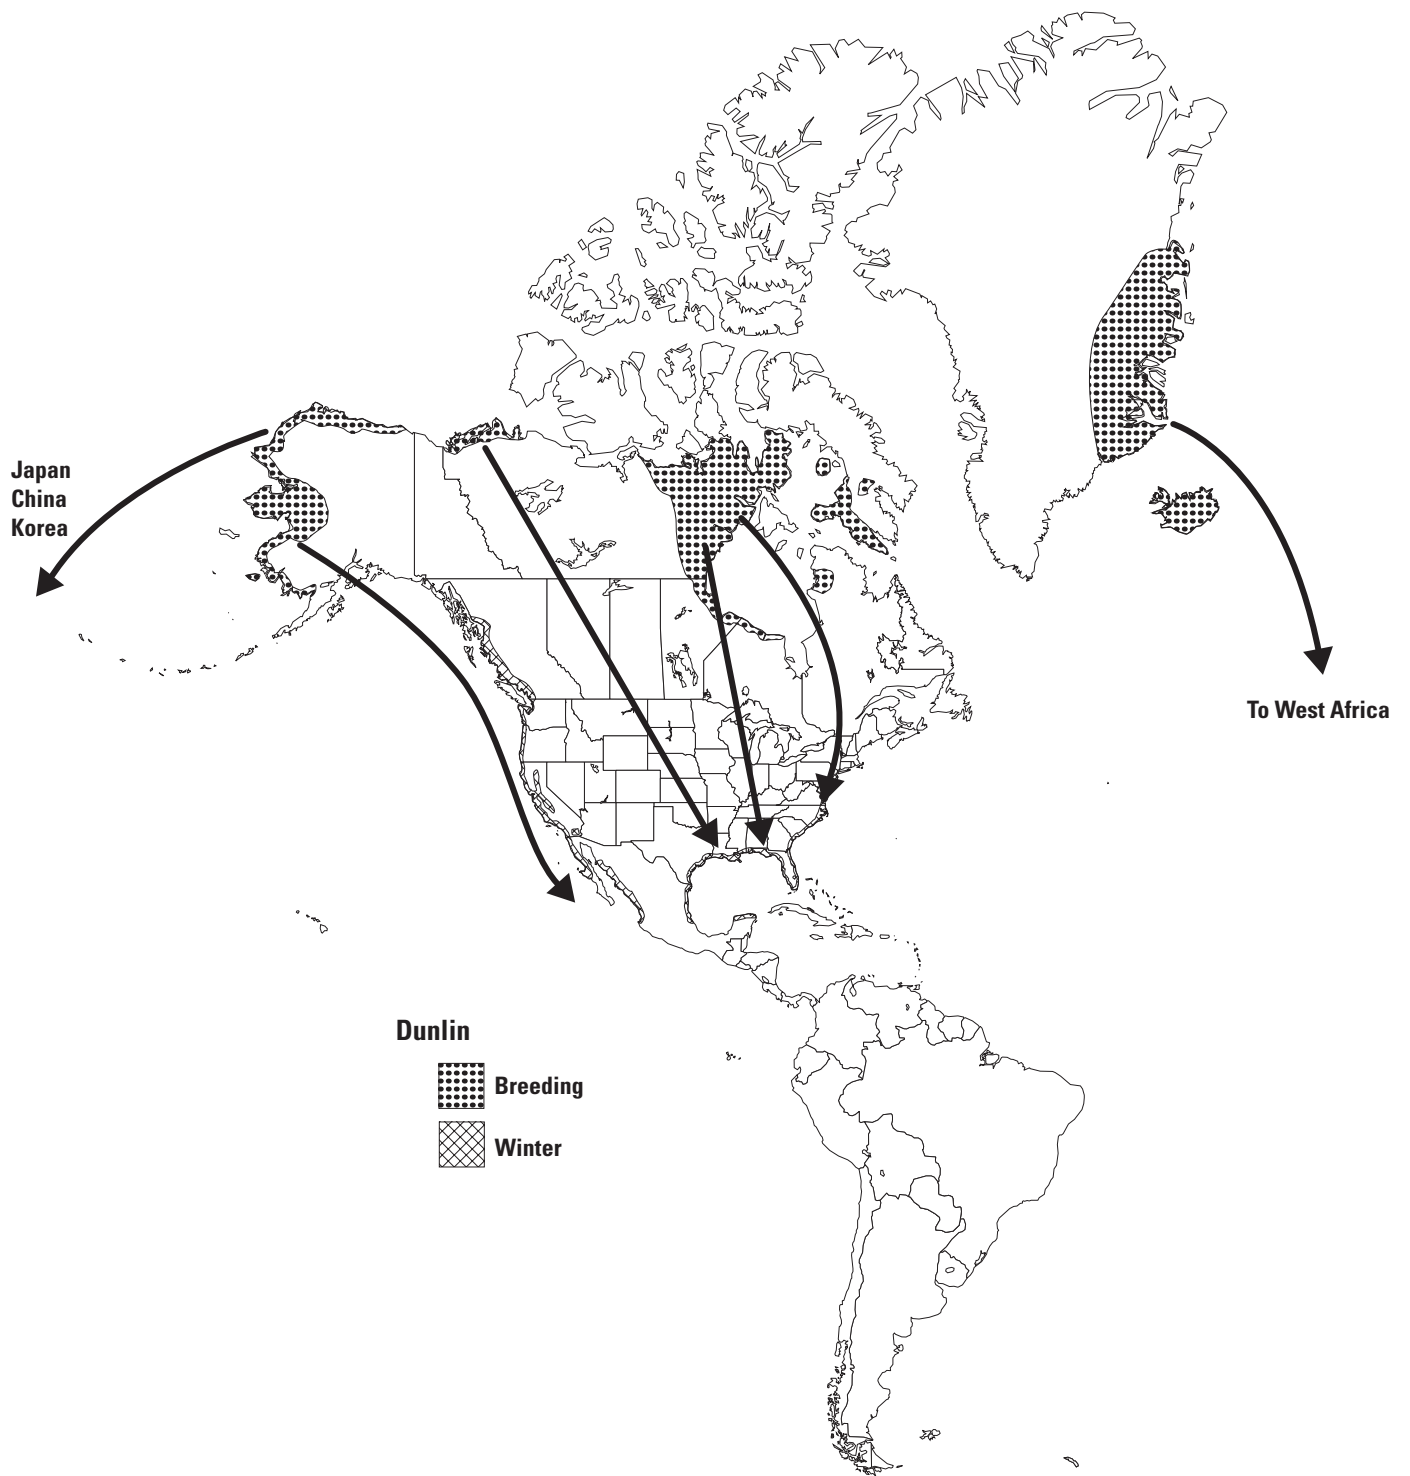 Japan
China
Korea
To West Africa
Dunlin
Breeding
Winter